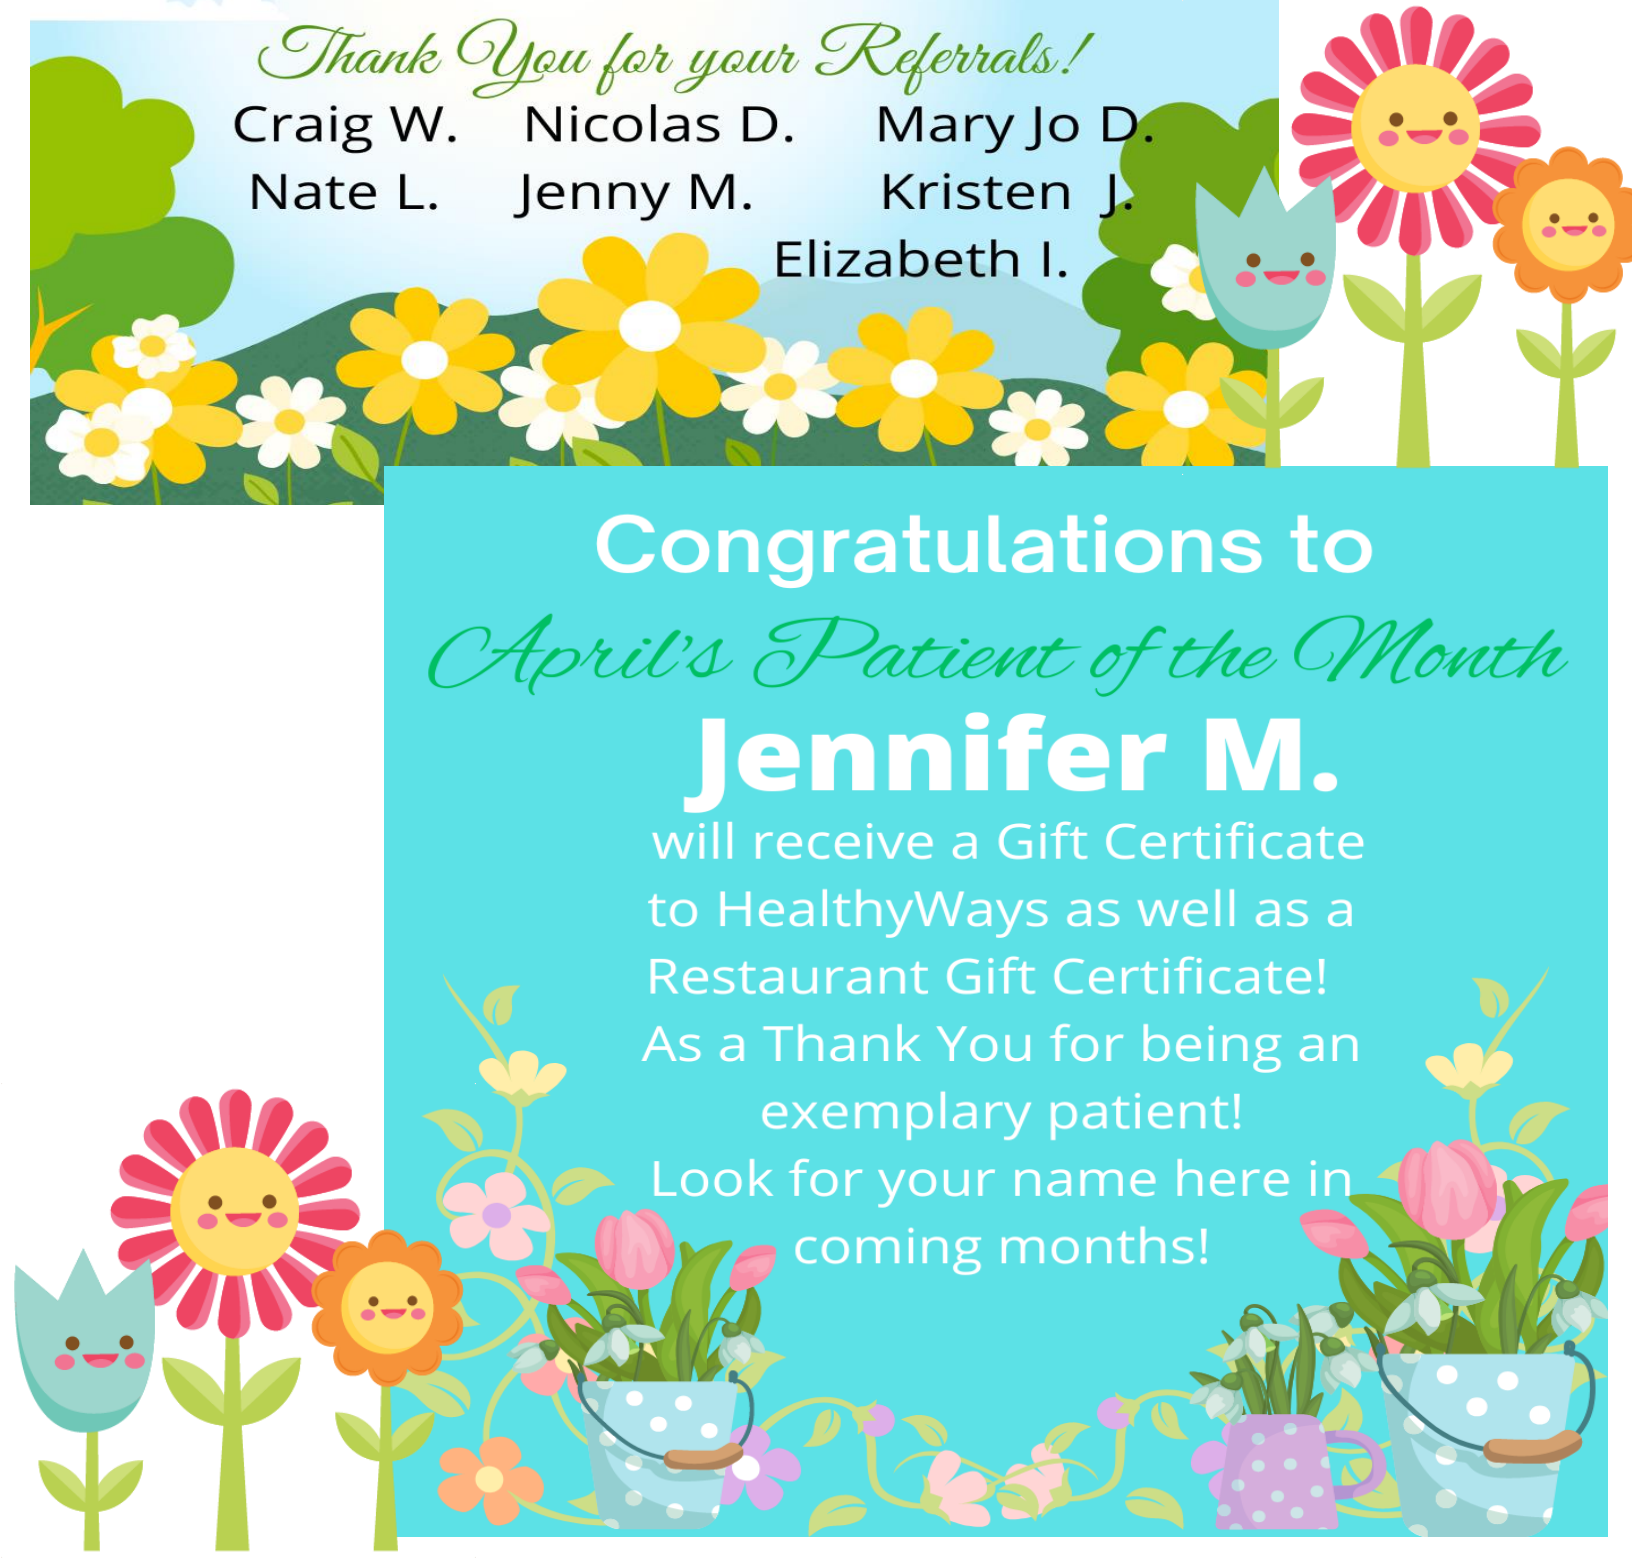 Thank You for your Referrals!
Craig W. Nicolas D. Mary Jo D.
Nate L. Jenny M. Kristen J.
Elizabeth I.
Congratulations to
April's Patient of the Month
Jennifer M.
will receive a Gift Certificate
to HealthyWays as well as a
Restaurant Gift Certificate!
As a Thank You for being an
exemplary patient!
Look for your name here in
coming months!